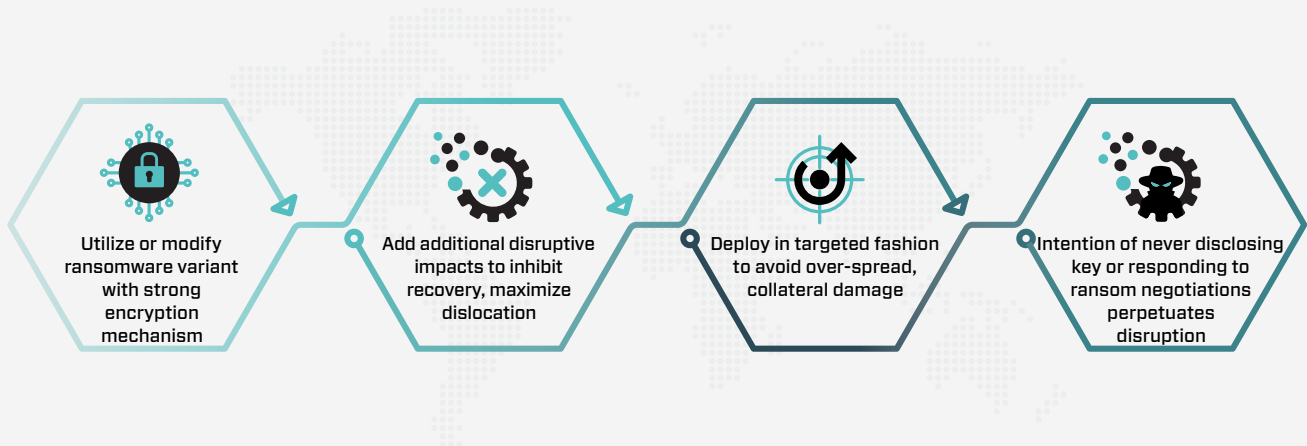 Utilize or modify
ransomware variant
with strong
encryption
mechanism
Add additional disruptive
impacts to inhibit
recovery, maximize
dislocation
Deploy in targeted fashion
to avoid over-spread,
collateral damage
Intention of never disclosing
key or responding to
ransom negotiations
perpetuates
disruption